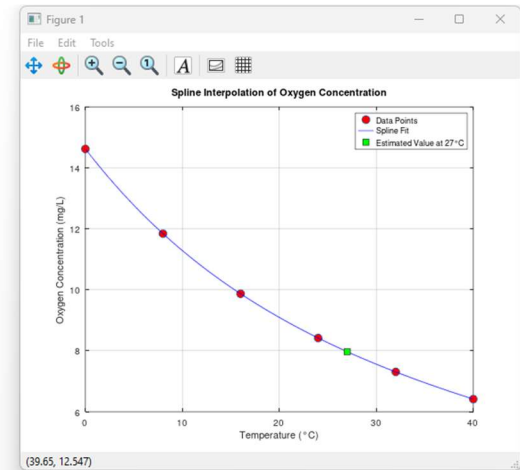 Figure 1
File Edit Tools
1 A
Spline Interpolation of Oxygen Concentration
Data Points
Spline Fit
Estimated Value at 27°C
Oxygen Concentration (mg/L)
16
14
12
10
8
6
0 10 20 30 40
Temperature (°C)
(39.65, 12.547)